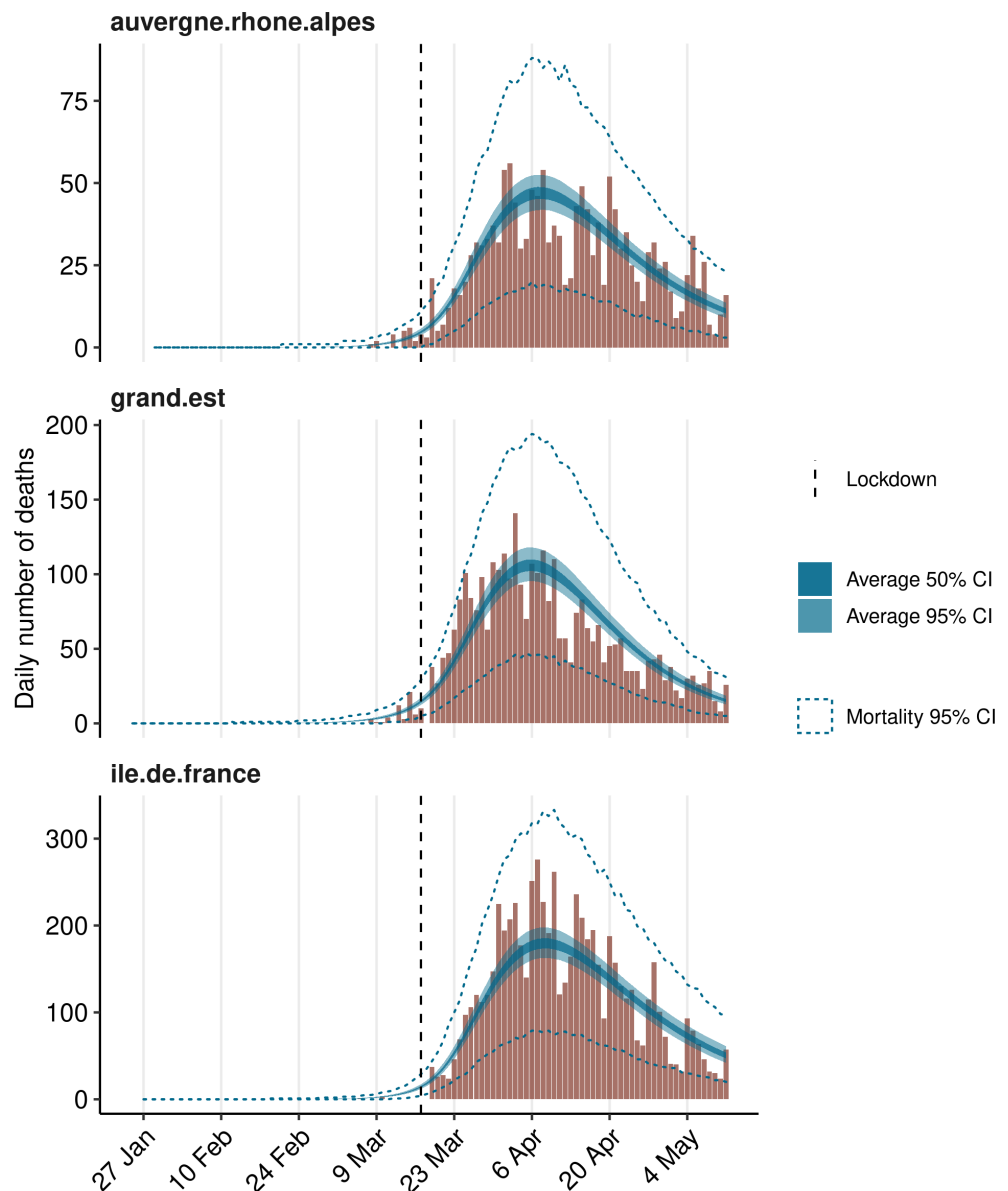 auvergne.rhone.alpes
75
50
25
0
grand.est
200
150
100
50
0
Daily number of deaths
ile.de.france
300
200
100
0
27 Jan
10 Feb
24 Feb
9 Mar
23 Mar
6 Apr
20 Apr
4 May
Lockdown
Average 50% CI
Average 95% CI
Mortality 95% CI